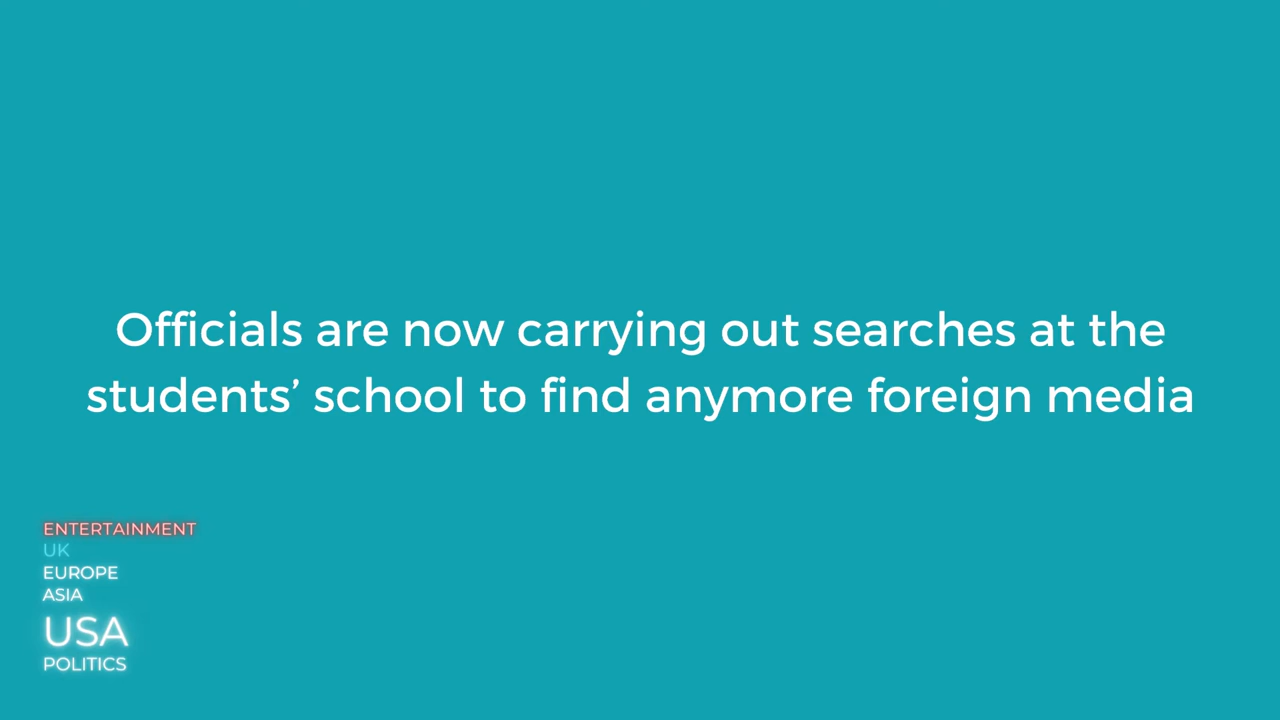 Officials are now carrying out searches at the
students’ school to find anymore foreign media
ENTERTAINMENT
UK
EUROPE
ASIA
USA
POLITICS